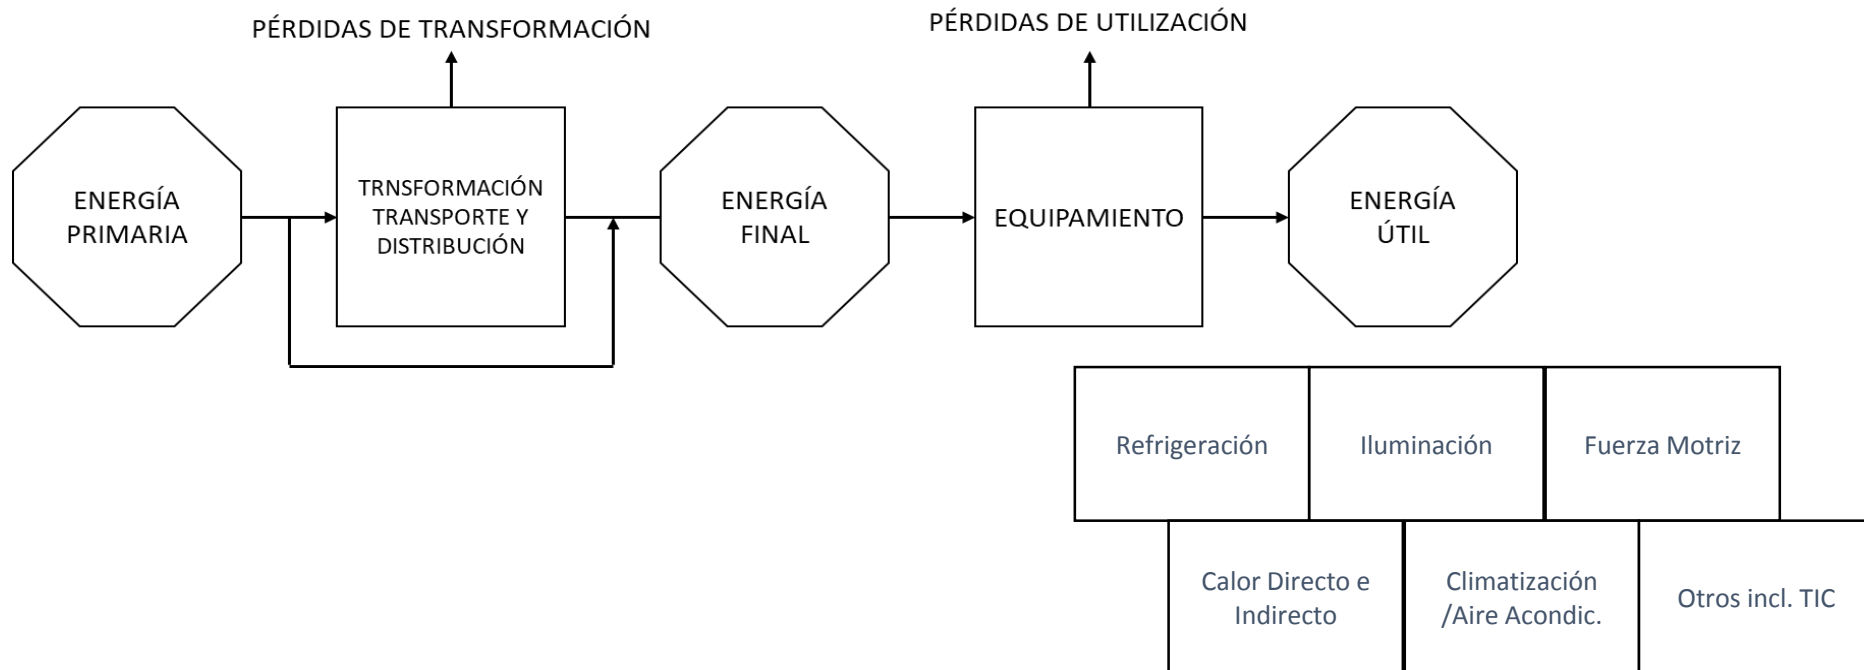 PÉRDIDAS DE TRANSFORMACIÓN
PÉRDIDAS DE UTILIZACIÓN
ENERGÍA
PRIMARIA
TRNSFORMACIÓN
TRANSPORTE Y
DISTRIBUCIÓN
ENERGÍA
FINAL
EQUIPAMIENTO
ENERGÍA
ÚTIL
Refrigeración
Iluminación
Fuerza Motriz
Calor Directo e
Indirecto
Climatización
/Aire Acondic.
Otros incl. TIC